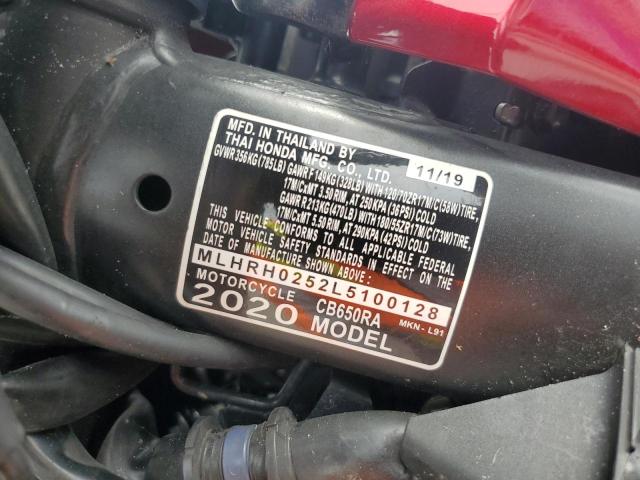 MFD. IN THAILAND BY
THAI HONDA MFG. CO., LTD. 11/19
GVWR 356KG(785LB) GAWR F 149KG(328LB) WITH 120/70ZR17M/C(58W)TIRE,
17M/CxMT 3.50 RIM, AT 250KPA (36PSI) COLD
GAWR R 213KG(470LB) WITH 180/55ZR17M/C(73W)TIRE,
17M/CxMT 5.50 RIM, AT 290KPA (42PSI) COLD
THIS VEHICLE CONFORMS TO ALL APPLICABLE FEDERAL
MOTOR VEHICLE SAFETY STANDARDS IN EFFECT ON THE
DATE OF MANUFACTURE SHOWN ABOVE :
MLHRH0252L5100128
MOTORCYCLE CB650RA MKN-L91
2020 MODEL